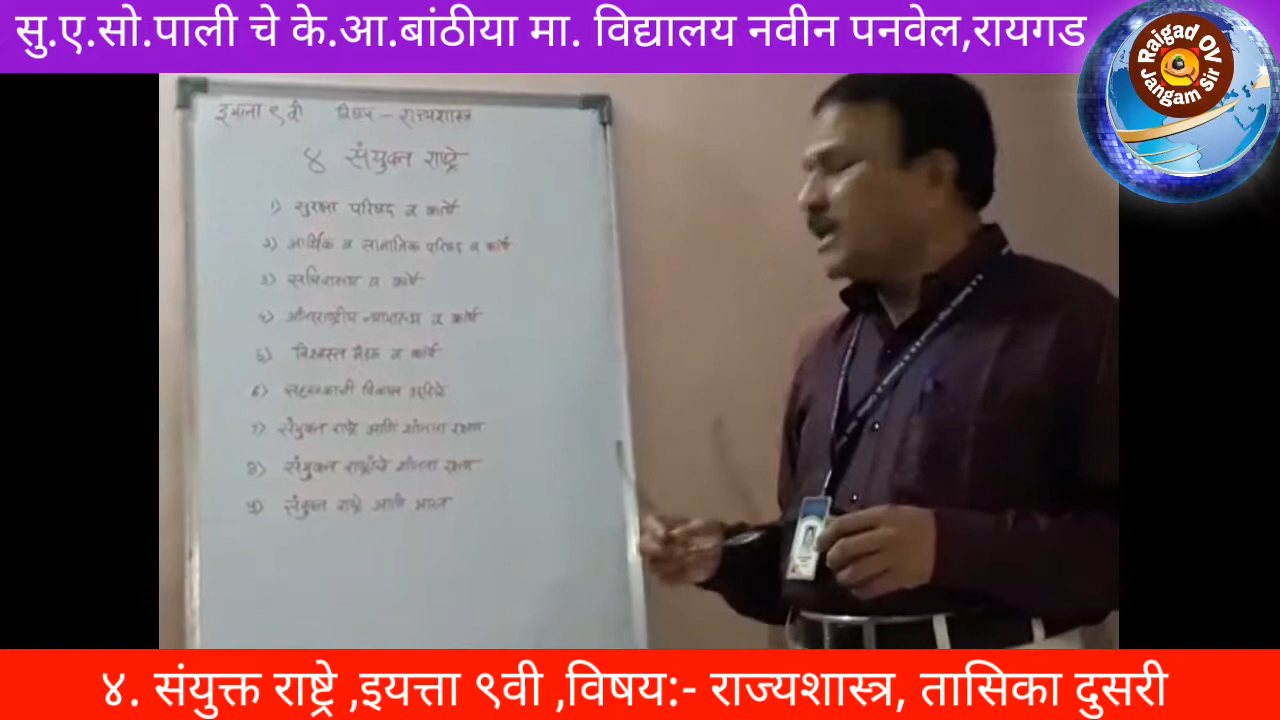 सु.ए.सो.पाली चे के.आ.बांठीया मा. विद्यालय नवीन पनवेल,रायगड
J Raigad OV
Jangam Sir
इयत्ता ९ वी विषय - राज्यशास्त्र
४ संयुक्त राष्ट्रे
१) सुरक्षा परिषद व कार्ये
२) आर्थिक व सामाजिक परिषद व कार्ये
३) सचिवालय व कार्ये
४) आंतरराष्ट्रीय न्यायालय व कार्ये
५) विश्वस्त मंडळ व कार्ये
६) सहस्रकाची विकास उद्दिष्टे
७) संयुक्त राष्ट्रे आणि शांतता रक्षण
८) संयुक्त राष्ट्रांचे शांतता रक्षण
९) संयुक्त राष्ट्रे आणि भारत
४. संयुक्त राष्ट्रे ,इयत्ता ९वी ,विषय:- राज्यशास्त्र, तासिका दुसरी